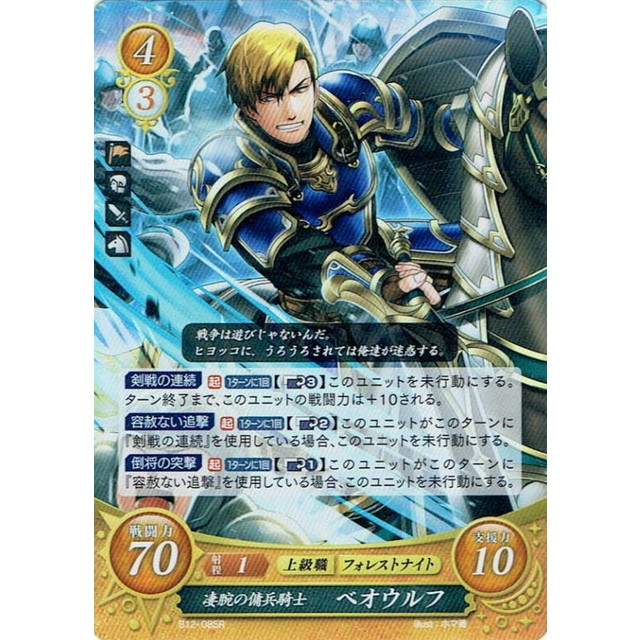 4
3
戦争は遊びじゃないんだ。
ヒヨッコに、うろうろされては俺達が迷惑する。
剣戦の連続 起 1ターンに1回【P3】このユニットを未行動にする。
ターン終了まで、このユニットの戦闘力は+10される。
容赦ない追撃 起 1ターンに1回【P2】このユニットがこのターンに
『剣戦の連続』を使用している場合、このユニットを未行動にする。
倒将の突撃 起 1ターンに1回【P1】このユニットがこのターンに
『容赦ない追撃』を使用している場合、このユニットを未行動にする。
戦闘力
70
射程 1
上級職 フォレストナイト
支援力
10
凄腕の傭兵騎士 ベオウルフ
B12-085R
illust:ホマ蔵